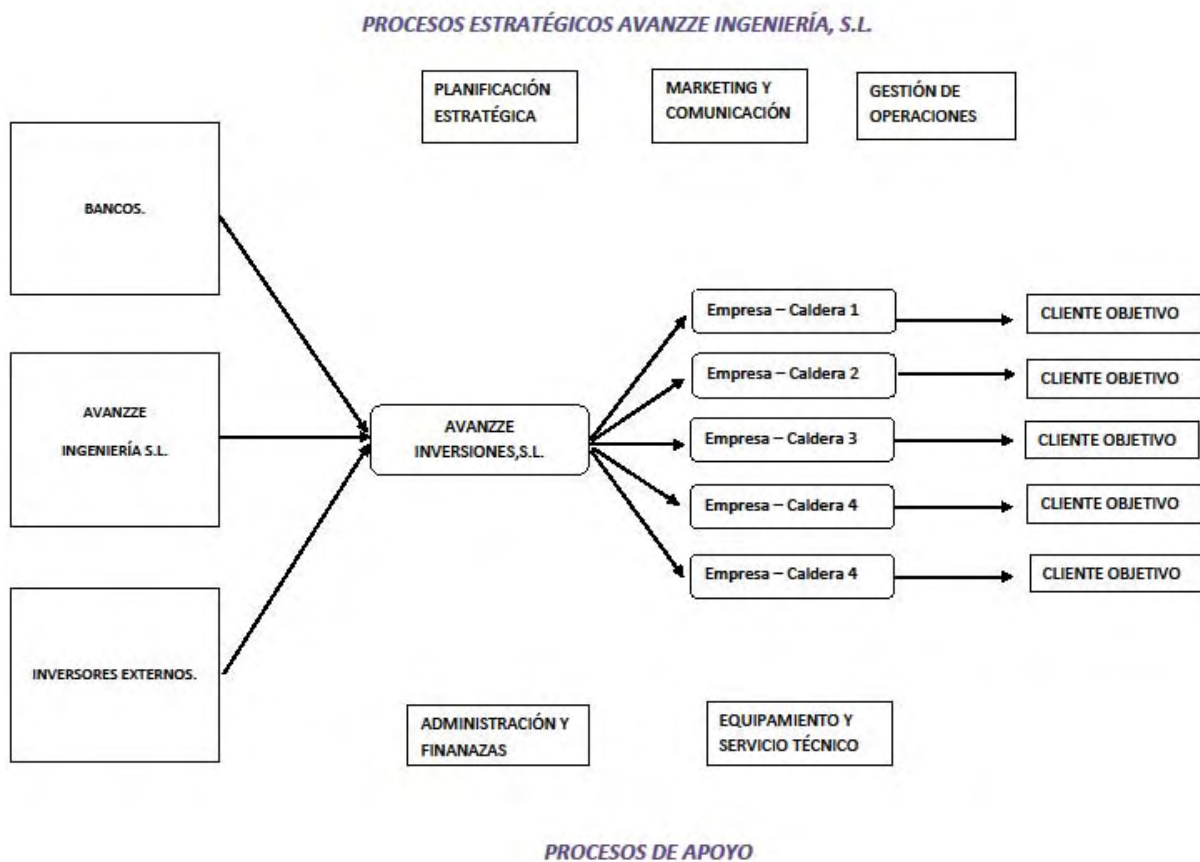 PROCESOS ESTRATÉGICOS AVANZZE INGENIERÍA, S.L.
PLANIFICACIÓN
ESTRATÉGICA
MARKETING Y
COMUNICACIÓN
GESTIÓN DE
OPERACIONES
BANCOS.
AVANZZE
INGENIERÍA S.L.
INVERSORES EXTERNOS.
AVANZZE
INVERSIONES,S.L.
Empresa – Caldera 1
CLIENTE OBJETIVO
Empresa – Caldera 2
CLIENTE OBJETIVO
Empresa – Caldera 3
CLIENTE OBJETIVO
Empresa – Caldera 4
CLIENTE OBJETIVO
Empresa – Caldera 4
CLIENTE OBJETIVO
ADMINISTRACIÓN Y
FINANAZAS
EQUIPAMIENTO Y
SERVICIO TÉCNICO
PROCESOS DE APOYO